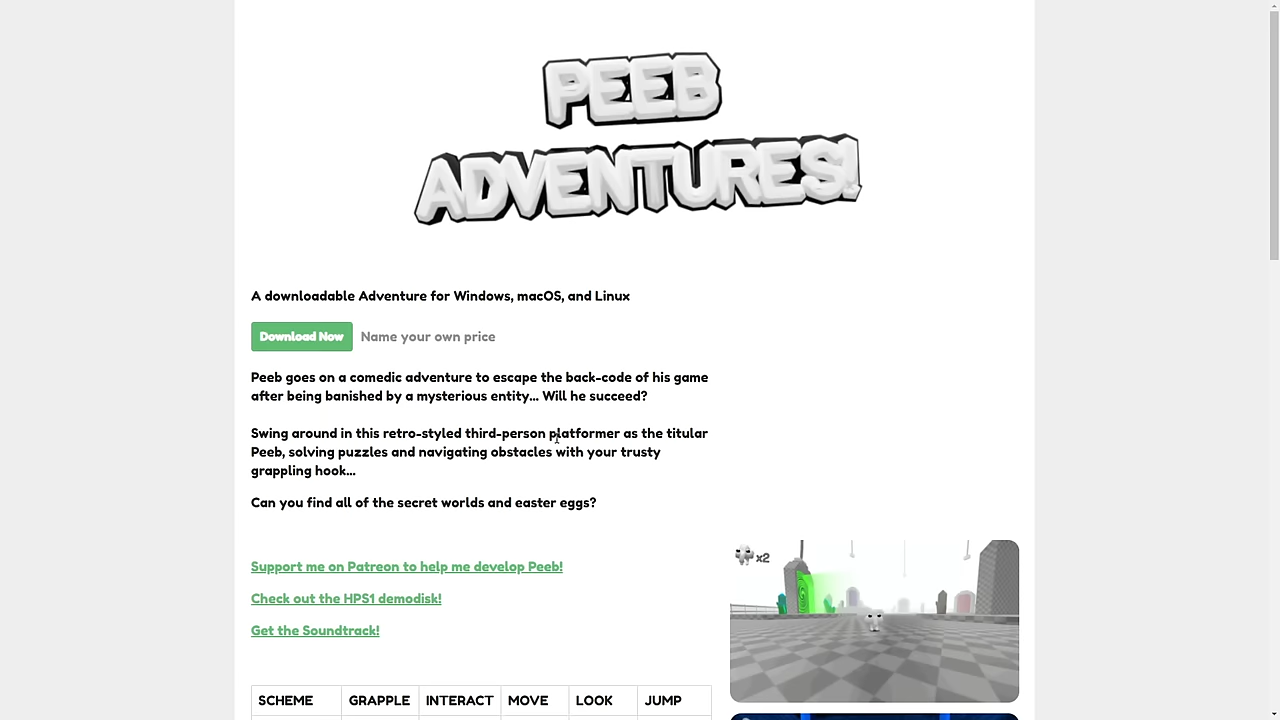 PEEB
ADVENTURES!
A downloadable Adventure for Windows, macOS, and Linux
Download Now Name your own price
Peeb goes on a comedic adventure to escape the back-code of his game
after being banished by a mysterious entity... Will he succeed?
Swing around in this retro-styled third-person platformer as the titular
Peeb, solving puzzles and navigating obstacles with your trusty
grappling hook...
Can you find all of the secret worlds and easter eggs?
Support me on Patreon to help me develop Peeb!
Check out the HPS1 demodisk!
Get the Soundtrack!
x2
SCHEME GRAPPLE INTERACT MOVE LOOK JUMP